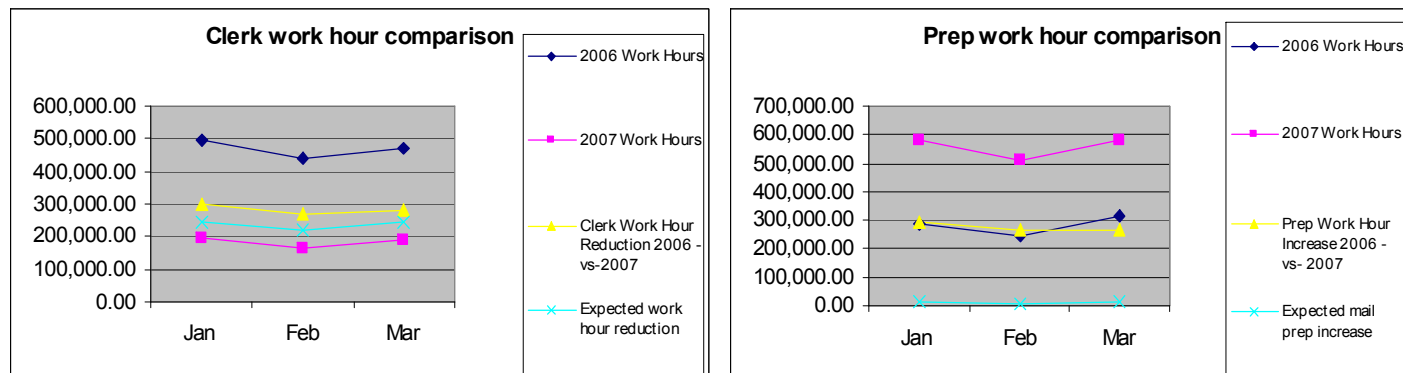 Clerk work hour comparison
600,000.00
500,000.00
400,000.00
300,000.00
200,000.00
100,000.00
0.00
Jan Feb Mar
2006 Work Hours
2007 Work Hours
Clerk Work Hour
Reduction 2006 -
vs-2007
Expected work
hour reduction
Prep work hour comparison
700,000.00
600,000.00
500,000.00
400,000.00
300,000.00
200,000.00
100,000.00
0.00
Jan Feb Mar
2006 Work Hours
2007 Work Hours
Prep Work Hour
Increase 2006 -
vs- 2007
Expected mail
prep increase